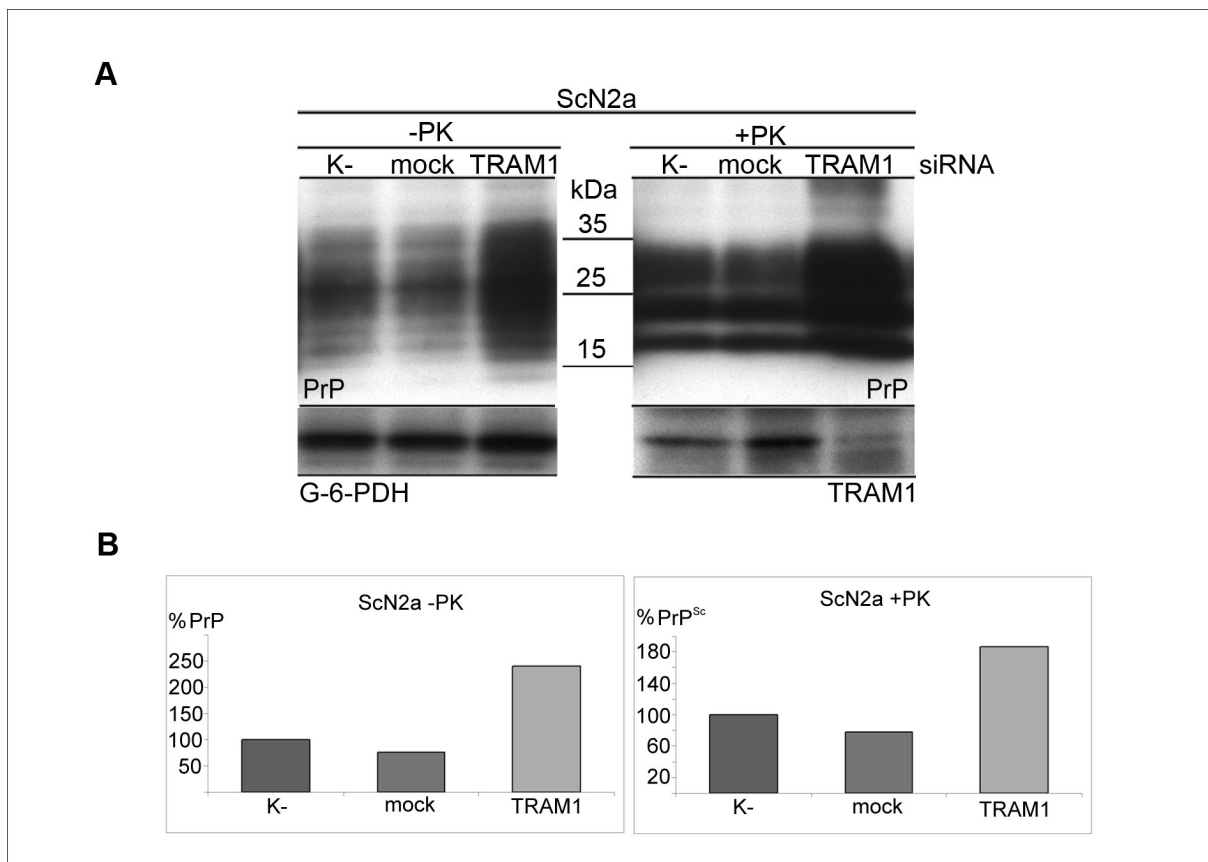 A
ScN2a
-PK +PK
K- mock TRAM1 K- mock TRAM1 siRNA
kDa
35
25
15
PrP PrP
G-6-PDH TRAM1
B
ScN2a -PK
% PrP
250
200
150
100
50
K- mock TRAM1
ScN2a +PK
% PrP^Sc
180
140
100
60
20
K- mock TRAM1